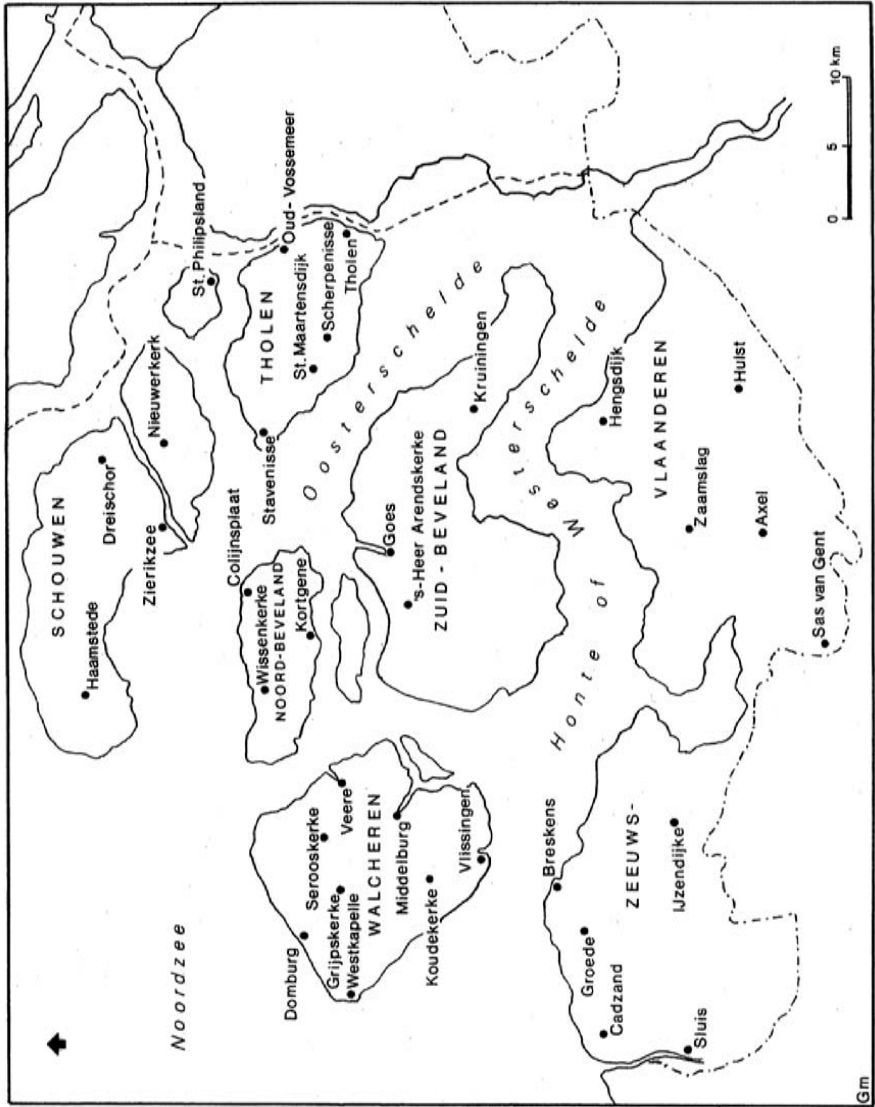 Noordzee
SCHOUWEN
Haamstede
Dreischor
Zierikzee
Nieuwerkerk
St. Philipsland
Colijnsplaat
Wissenkerke
NOORD-BEVELAND
Kortgene
Stavenisse
THOLEN
St. Maartensdijk
Scherpenisse
Tholen
Oud-Vossemeer
Oosterschelde
Domburg
Serooskerke
Grijpskerke
Westkapelle
Veere
WALCHEREN
Middelburg
Koudekerke
Vlissingen
Goes
's-Heer Arendskerke
ZUID-BEVELAND
Kruiningen
Honte of Westerschelde
Breskens
Groede
Cadzand
Sluis
ZEEUWS-
IJzendijke
VLAANDEREN
Hengsdijk
Zaamslag
Hulst
Axel
Sas van Gent
0 5 10 km
Gm